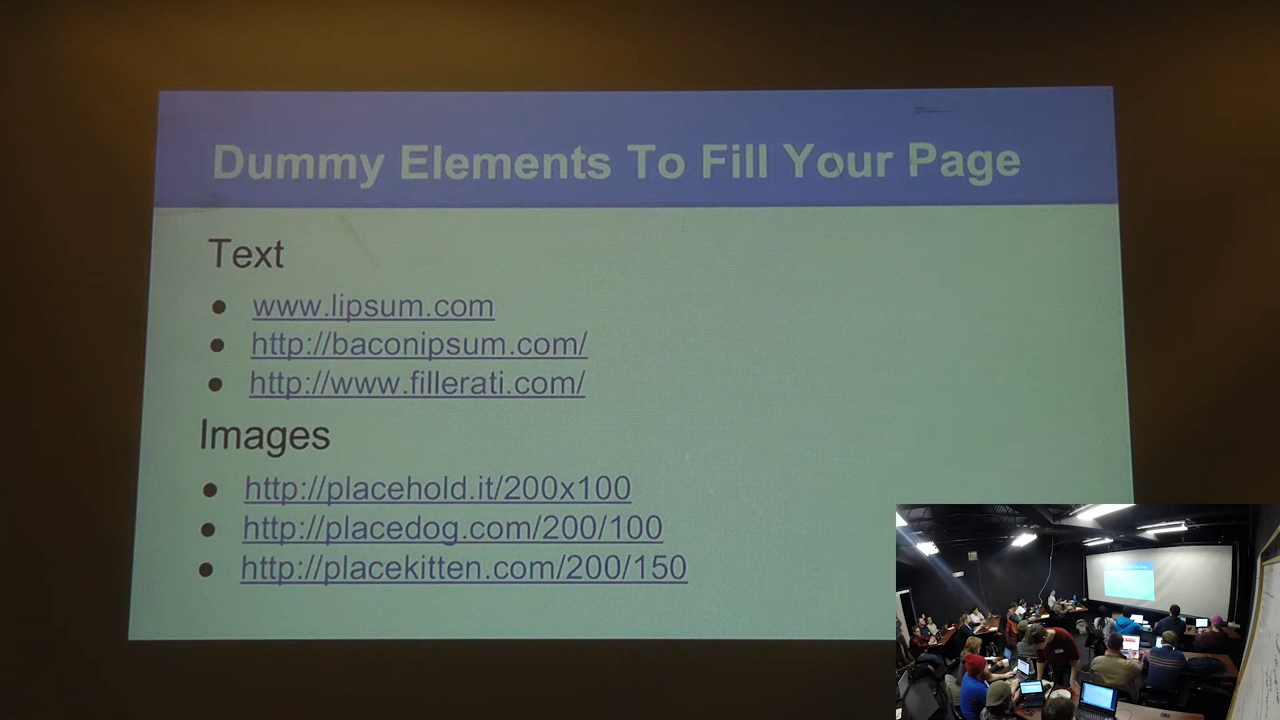 Dummy Elements To Fill Your Page
Text
www.lipsum.com
http://baconipsum.com/
http://www.fillerati.com/
Images
http://placehold.it/200x100
http://placedog.com/200/100
http://placekitten.com/200/150